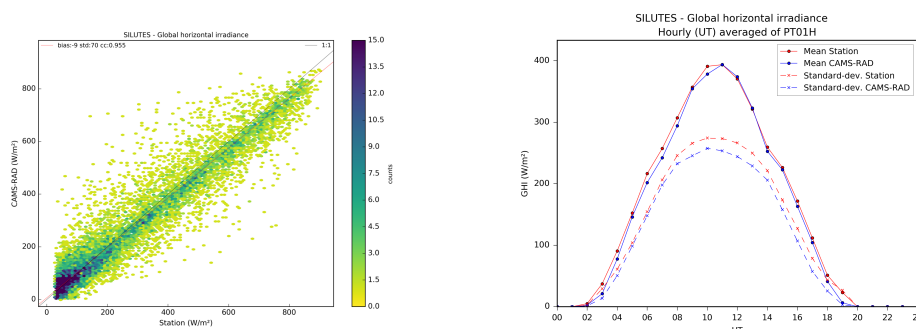 SILUTES - Global horizontal irradiance
bias:-9 std:70 cc:0.955
1:1
CAMS-RAD (W/m²)
800
600
400
200
0
0 200 400 600 800
Station (W/m²)
15.0
13.5
12.0
10.5
9.0
7.5
6.0
4.5
3.0
1.5
0.0
counts
SILUTES - Global horizontal irradiance
Hourly (UT) averaged of PT01H
Mean Station
Mean CAMS-RAD
Standard-dev. Station
Standard-dev. CAMS-RAD
GHI (W/m²)
400
300
200
100
0
00 02 04 06 08 10 12 14 16 18 20 22
UT